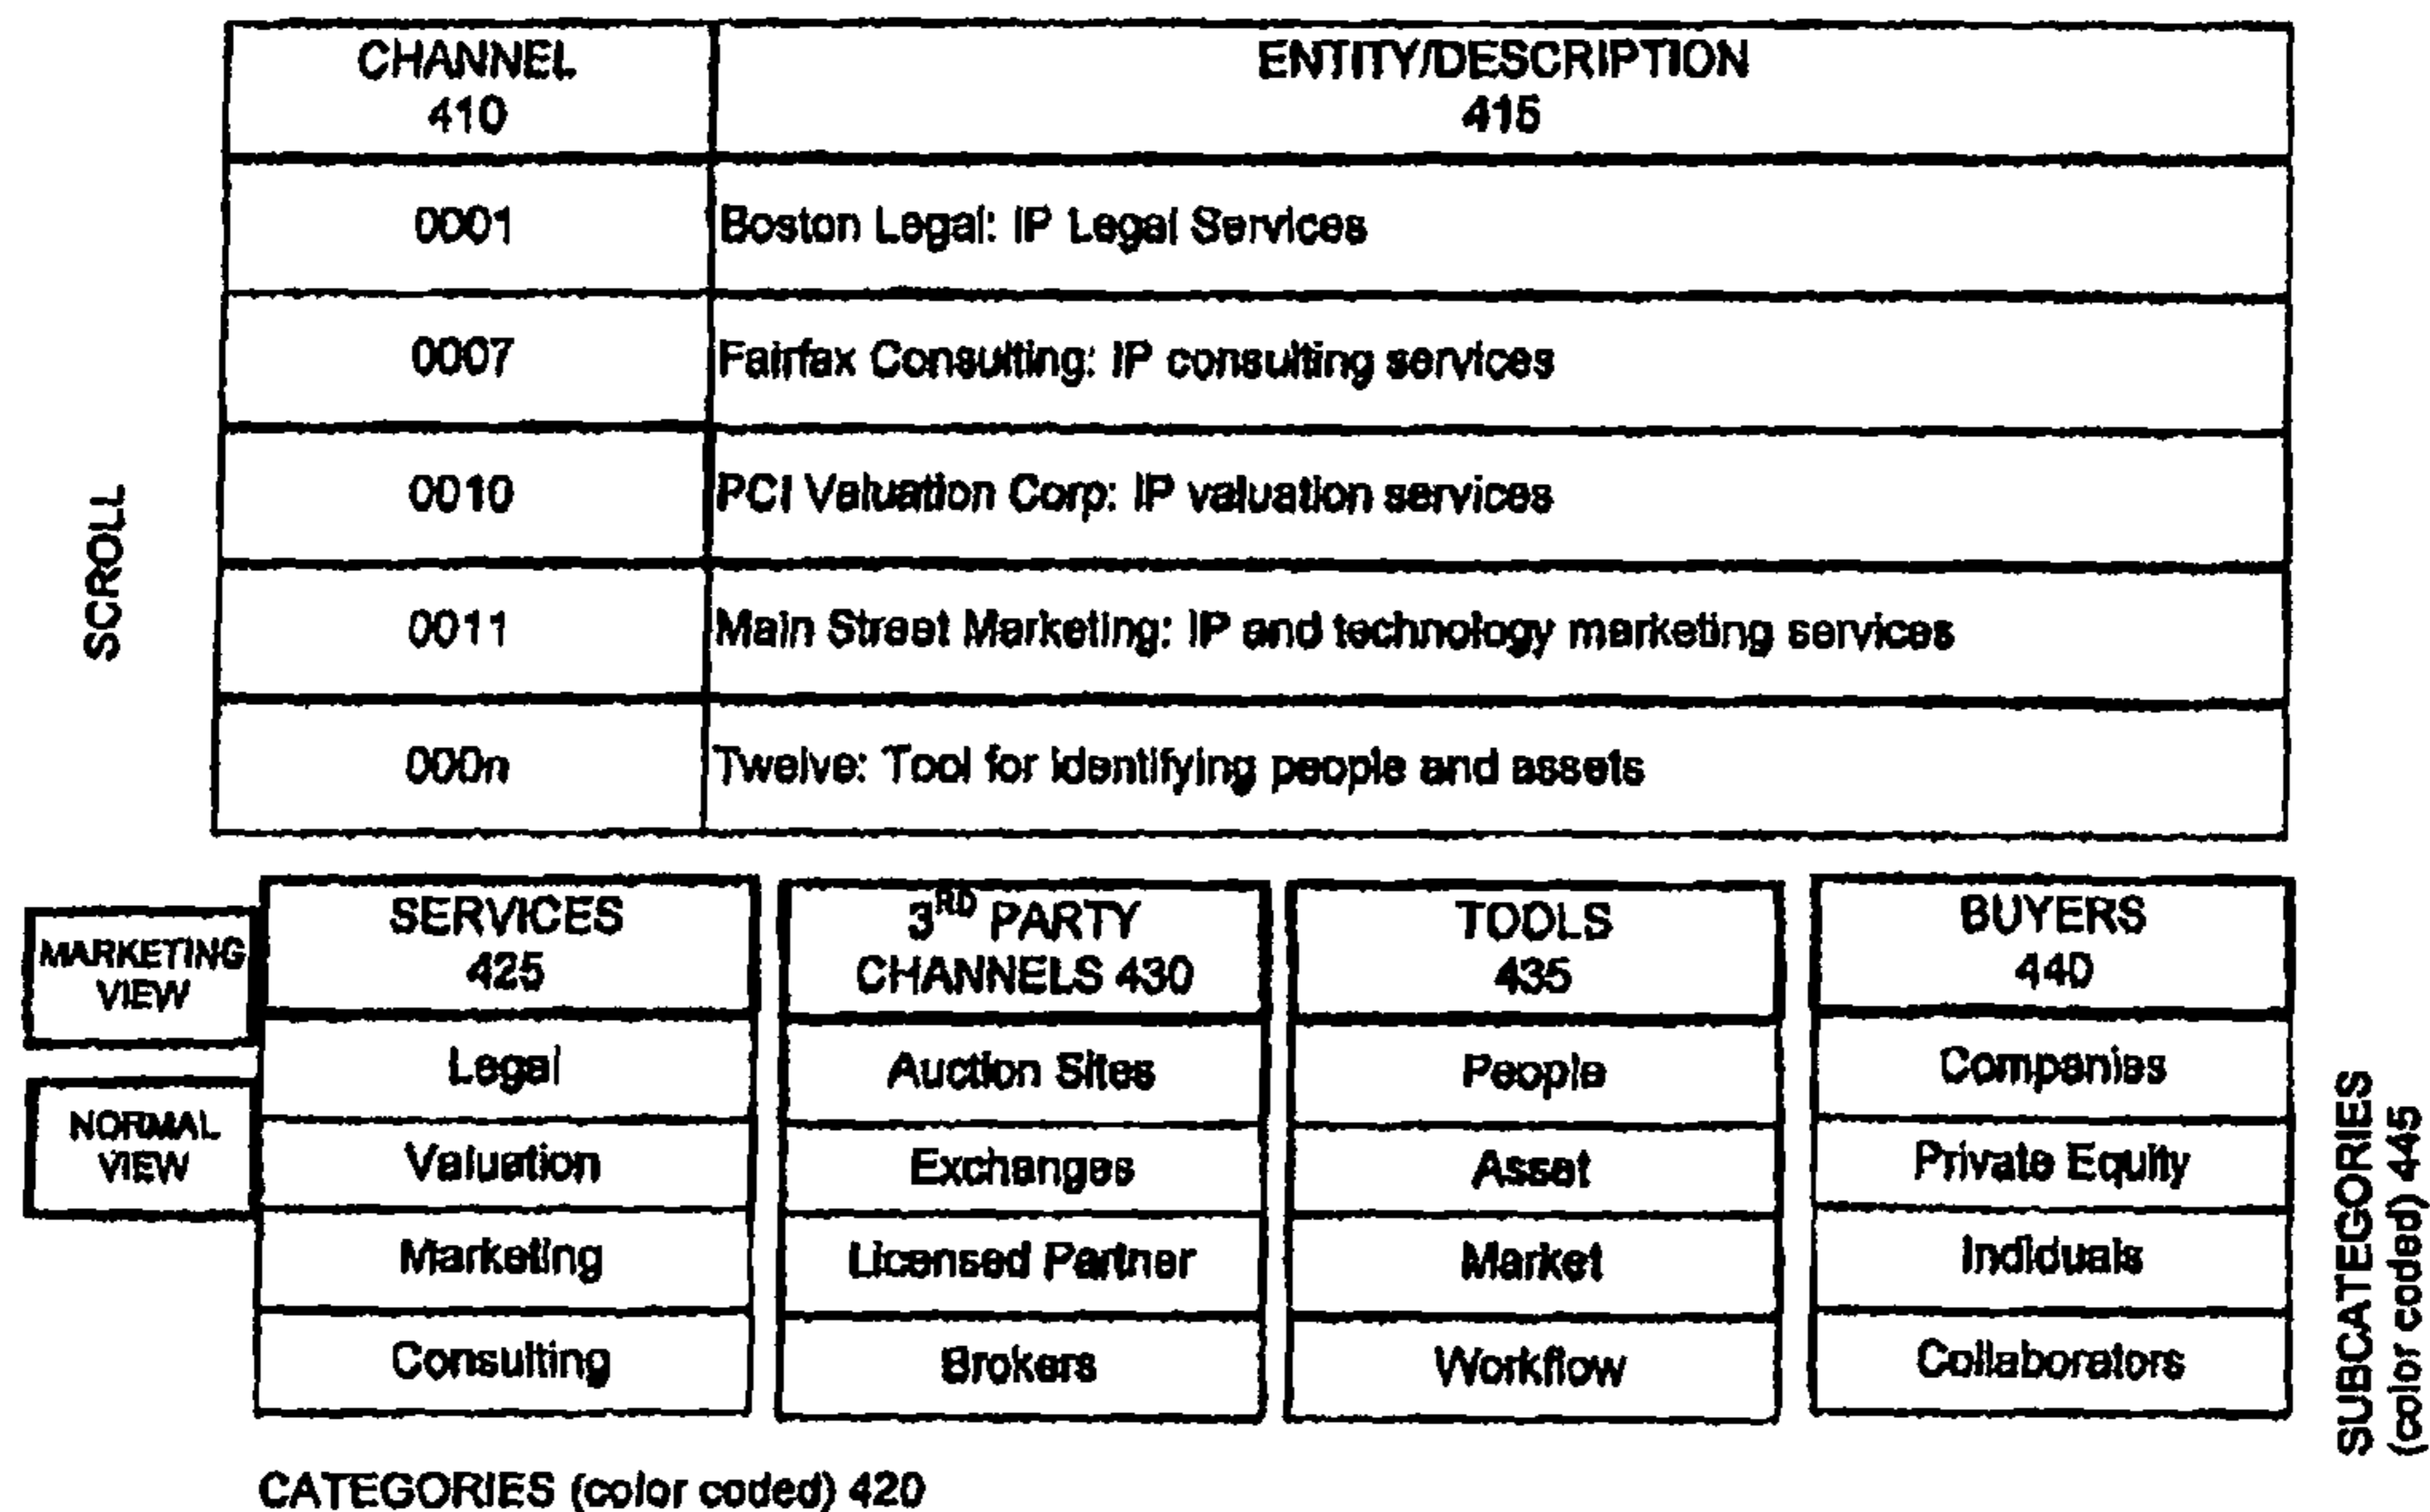 CHANNEL
410
ENTITY/DESCRIPTION
415
0001
Boston Legal: IP Legal Services
0007
Fairfax Consulting: IP consulting services
0010
PCI Valuation Corp: IP valuation services
0011
Main Street Marketing: IP and technology marketing services
000n
Twelve: Tool for identifying people and assets
SCROLL
MARKETING
VIEW
NORMAL
VIEW
SERVICES
425
Legal
Valuation
Marketing
Consulting
3RD PARTY
CHANNELS 430
Auction Sites
Exchanges
Licensed Partner
Brokers
TOOLS
435
People
Asset
Market
Workflow
BUYERS
440
Companies
Private Equity
Indiduals
Collaborators
SUBCATEGORIES
(color coded) 445
CATEGORIES (color coded) 420